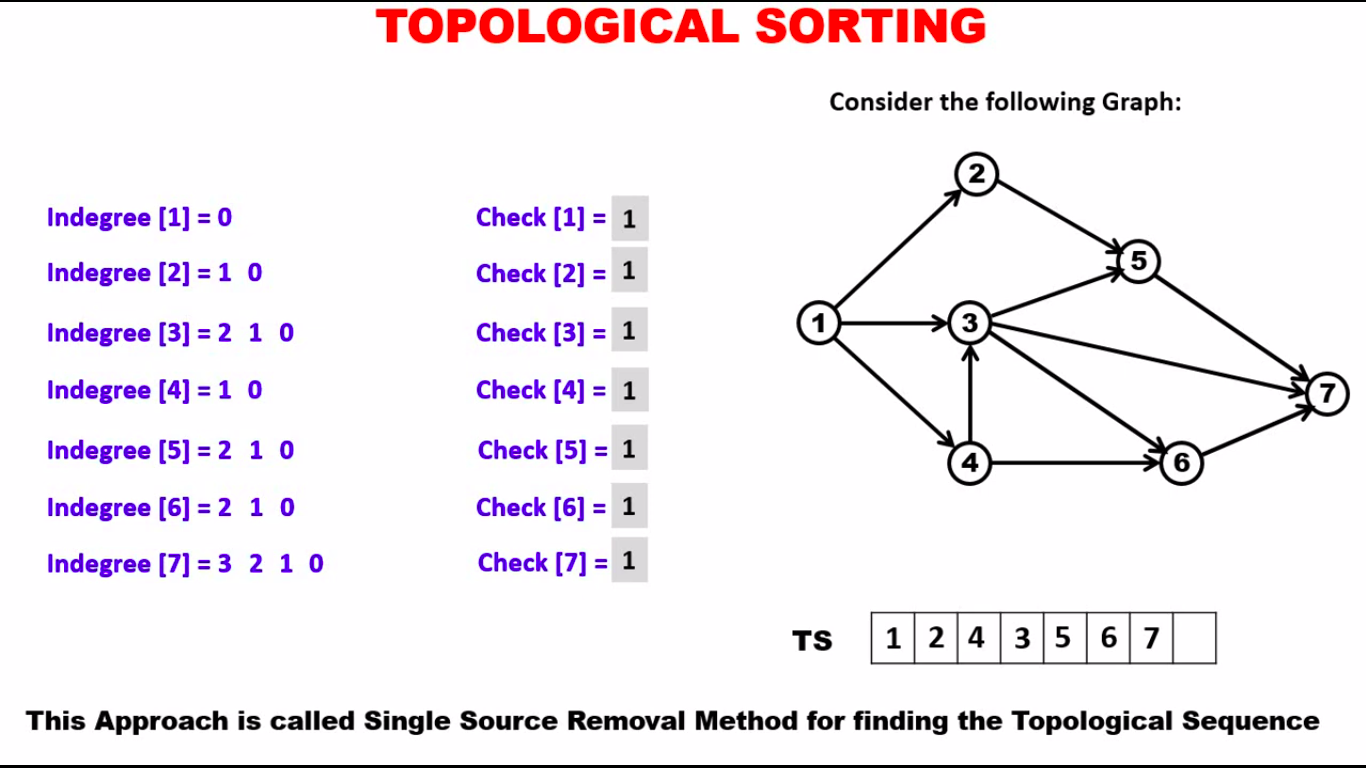 TOPOLOGICAL SORTING
Consider the following Graph:
Indegree [1] = 0
Check [1] = 1
Indegree [2] = 1 0
Check [2] = 1
Indegree [3] = 2 1 0
Check [3] = 1
Indegree [4] = 1 0
Check [4] = 1
Indegree [5] = 2 1 0
Check [5] = 1
Indegree [6] = 2 1 0
Check [6] = 1
Indegree [7] = 3 2 1 0
Check [7] = 1
2
5
1
3
7
4
6
TS 1 2 4 3 5 6 7
This Approach is called Single Source Removal Method for finding the Topological Sequence